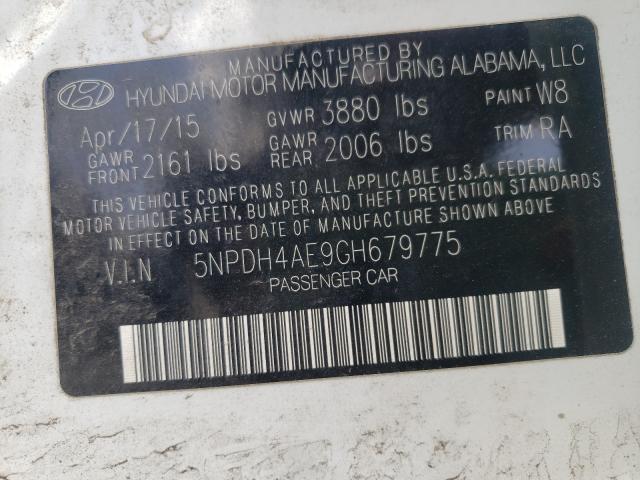 MANUFACTURED BY
HYUNDAI MOTOR MANUFACTURING ALABAMA, LLC
Apr/17/15 GVWR 3880 lbs PAINT W8
GAWR FRONT 2161 lbs GAWR REAR 2006 lbs TRIM RA
THIS VEHICLE CONFORMS TO ALL APPLICABLE U.S.A. FEDERAL
MOTOR VEHICLE SAFETY, BUMPER, AND THEFT PREVENTION STANDARDS
IN EFFECT ON THE DATE OF MANUFACTURE SHOWN ABOVE
V.I.N 5NPDH4AE9GH679775
PASSENGER CAR